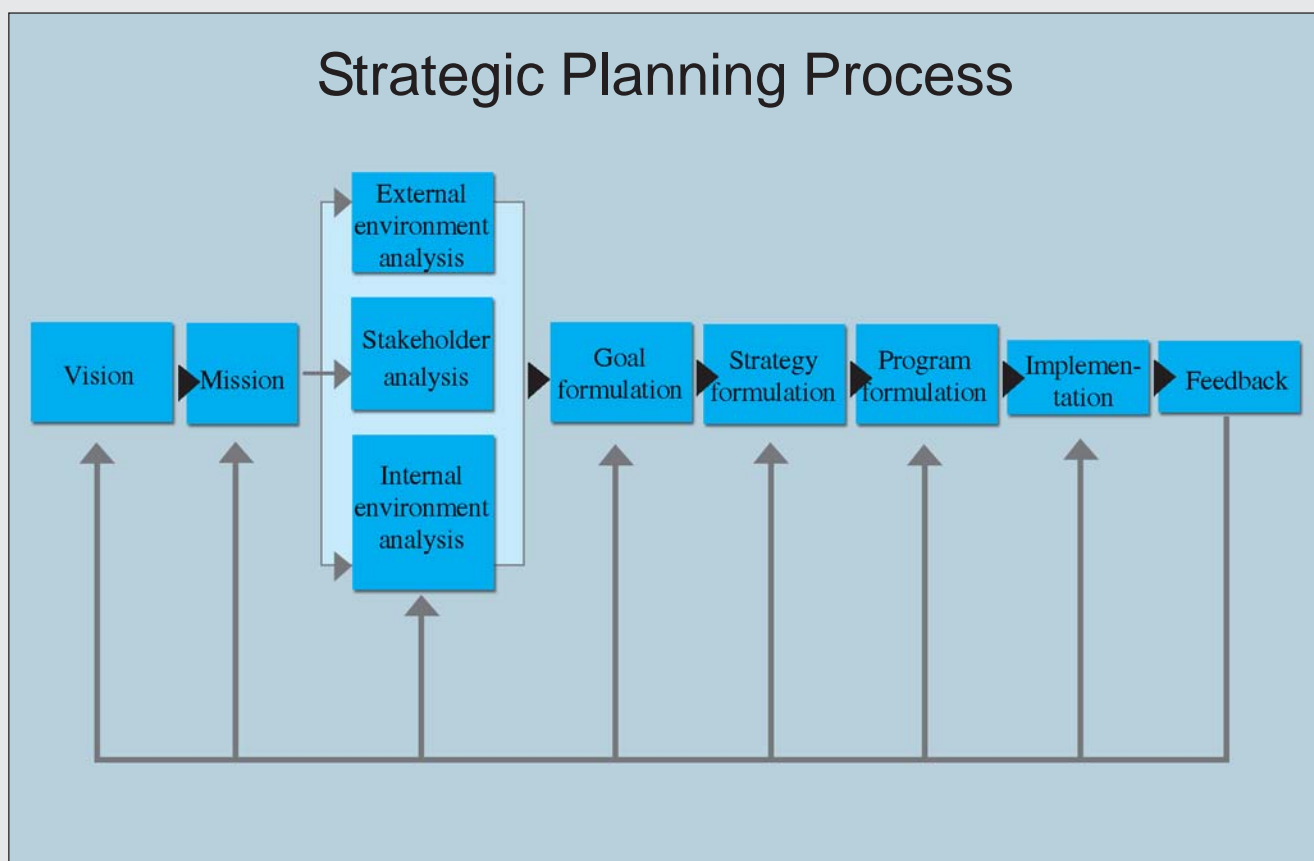 Strategic Planning Process
Vision
Mission
External
environment
analysis
Stakeholder
analysis
Internal
environment
analysis
Goal
formulation
Strategy
formulation
Program
formulation
Implemen-
tation
Feedback